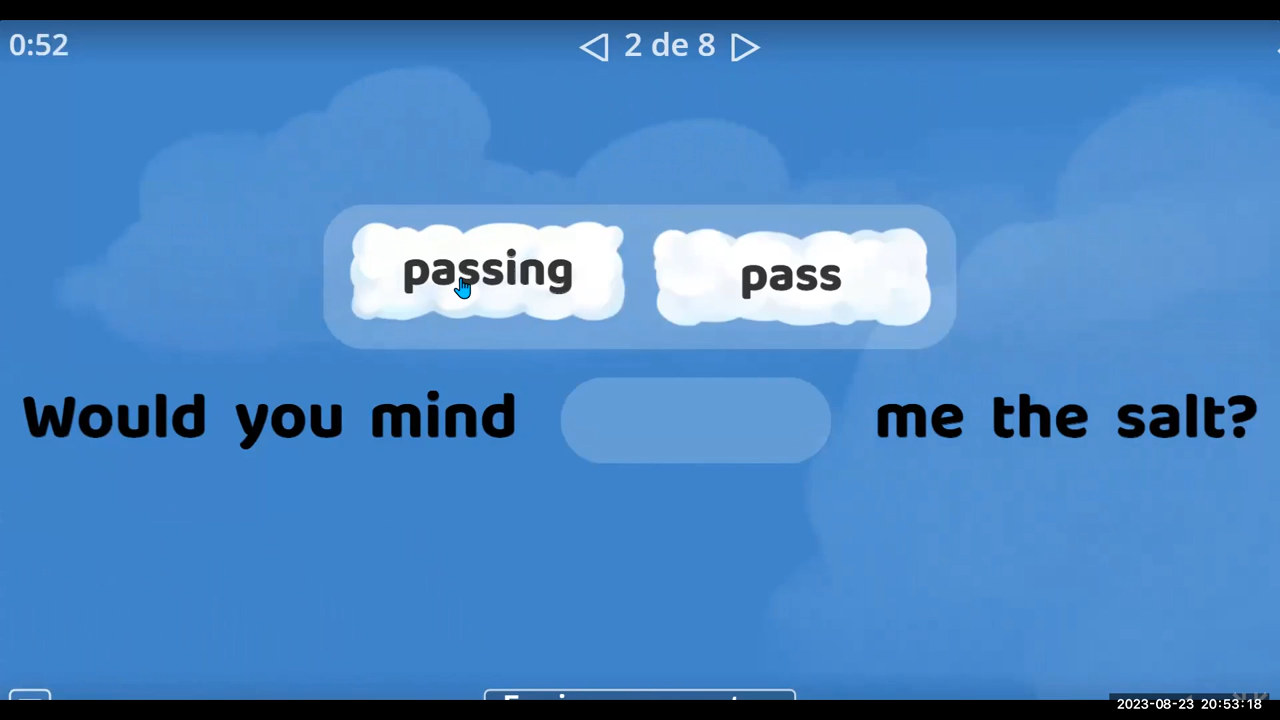 0:52
2 de 8
passing pass
Would you mind me the salt?
2023-08-23 20:53:18